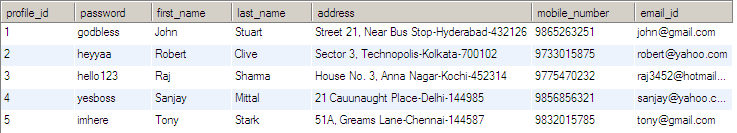 profile_id password first_name last_name address mobile_number email_id
1 godbless John Stuart Street 21, Near Bus Stop-Hyderabad-432126 9865263251 john@gmail.com
2 heyyaa Robert Clive Sector 3, Technopolis-Kolkata-700102 9733015875 robert@yahoo.com
3 hello123 Raj Sharma House No. 3, Anna Nagar-Kochi-452314 9775470232 raj3452@hotmail...
4 yesboss Sanjay Mittal 21 Cauunaught Place-Delhi-144985 9856856321 sanjay@yahoo.c...
5 imhere Tony Stark 51A, Greams Lane-Chennai-144587 9832015785 tony@gmail.com